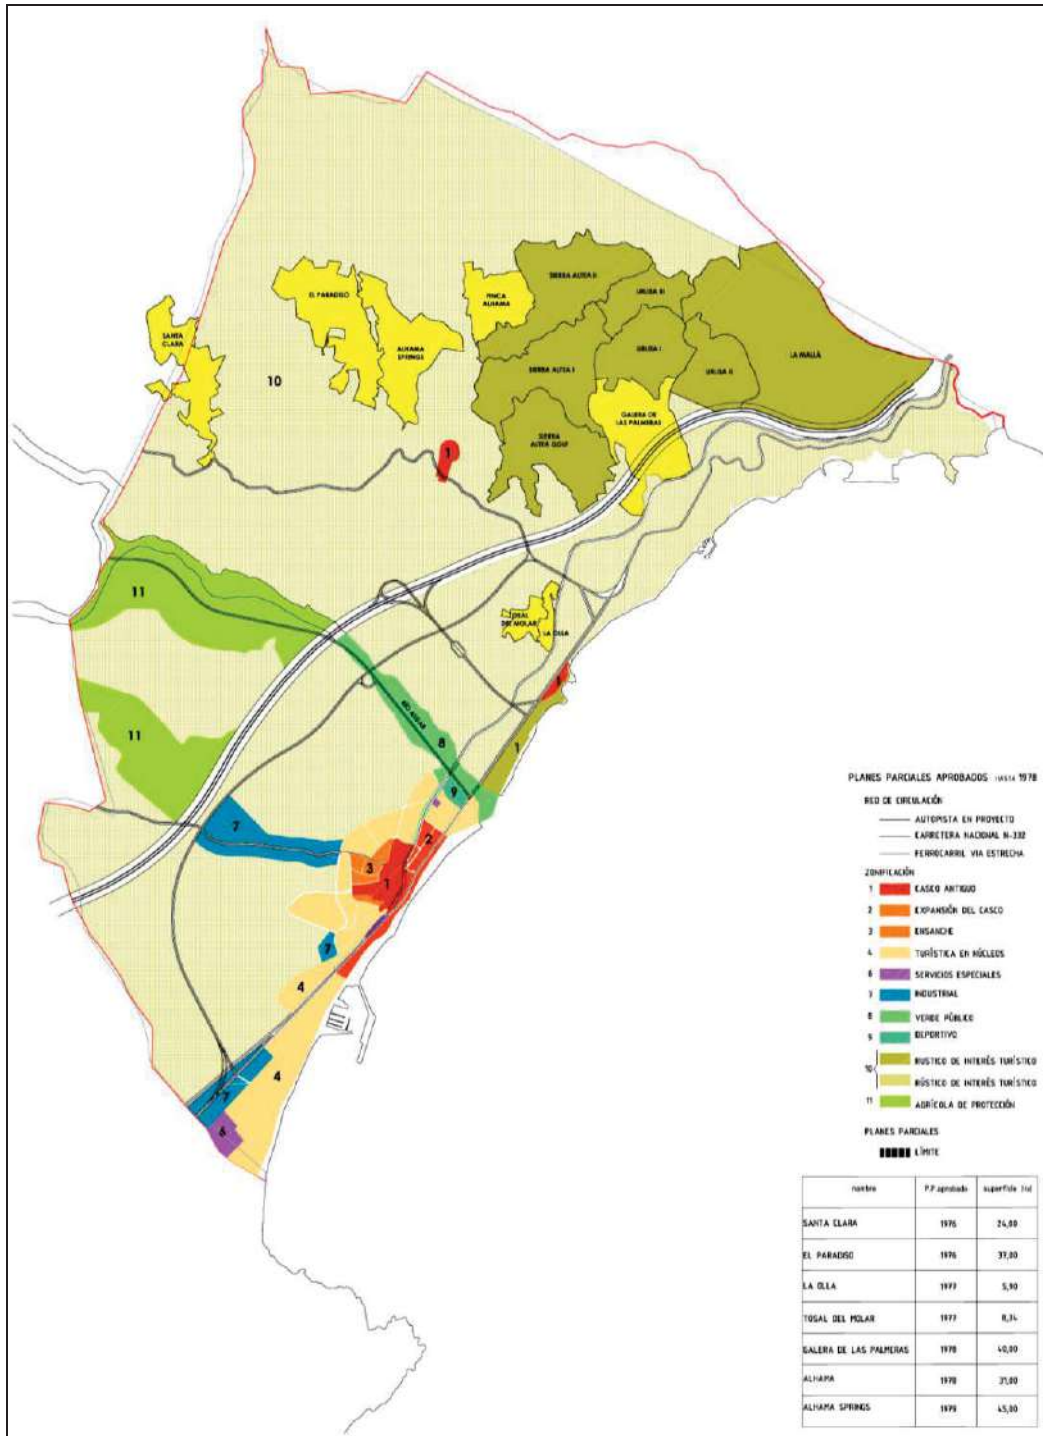 SIERRA ALTEA II
EL PARADISO
FINCA
ALHAMA
URLISA III
SANTA
CLARA
ALHAMA
SPRINGS
URLISA I
LA MALLA
SIERRA ALTEA I
URLISA II
10
GALERA DE
LAS PALMERAS
SIERRA
ALTEA GOLF
1
11
TOSAL
DEL MOLAR
LA OLLA
1
RÍO ALGAR
11
8
1
9
7
2
3
1
7
4
4
7
6
PLANES PARCIALES APROBADOS HASTA 1978
RED DE CIRCULACIÓN
AUTOPISTA EN PROYECTO
CARRETERA NACIONAL N-332
FERROCARRIL VIA ESTRECHA
ZONIFICACIÓN
1 CASCO ANTIGUO
2 EXPANSIÓN DEL CASCO
3 ENSANCHE
4 TURÍSTICA EN NÚCLEOS
6 SERVICIOS ESPECIALES
7 INDUSTRIAL
8 VERDE PÚBLICO
9 DEPORTIVO
RUSTICO DE INTERÉS TURÍSTICO
10
RÚSTICO DE INTERÉS TURÍSTICO
11 AGRÍCOLA DE PROTECCIÓN
PLANES PARCIALES
LÍMITE
nombre P.P. aprobado superficie (ha)
SANTA CLARA 1976 24,00
EL PARADISO 1976 37,00
LA OLLA 1977 5,90
TOSAL DEL MOLAR 1977 8,34
GALERA DE LAS PALMERAS 1978 40,00
ALHAMA 1978 31,00
ALHAMA SPRINGS 1979 45,00